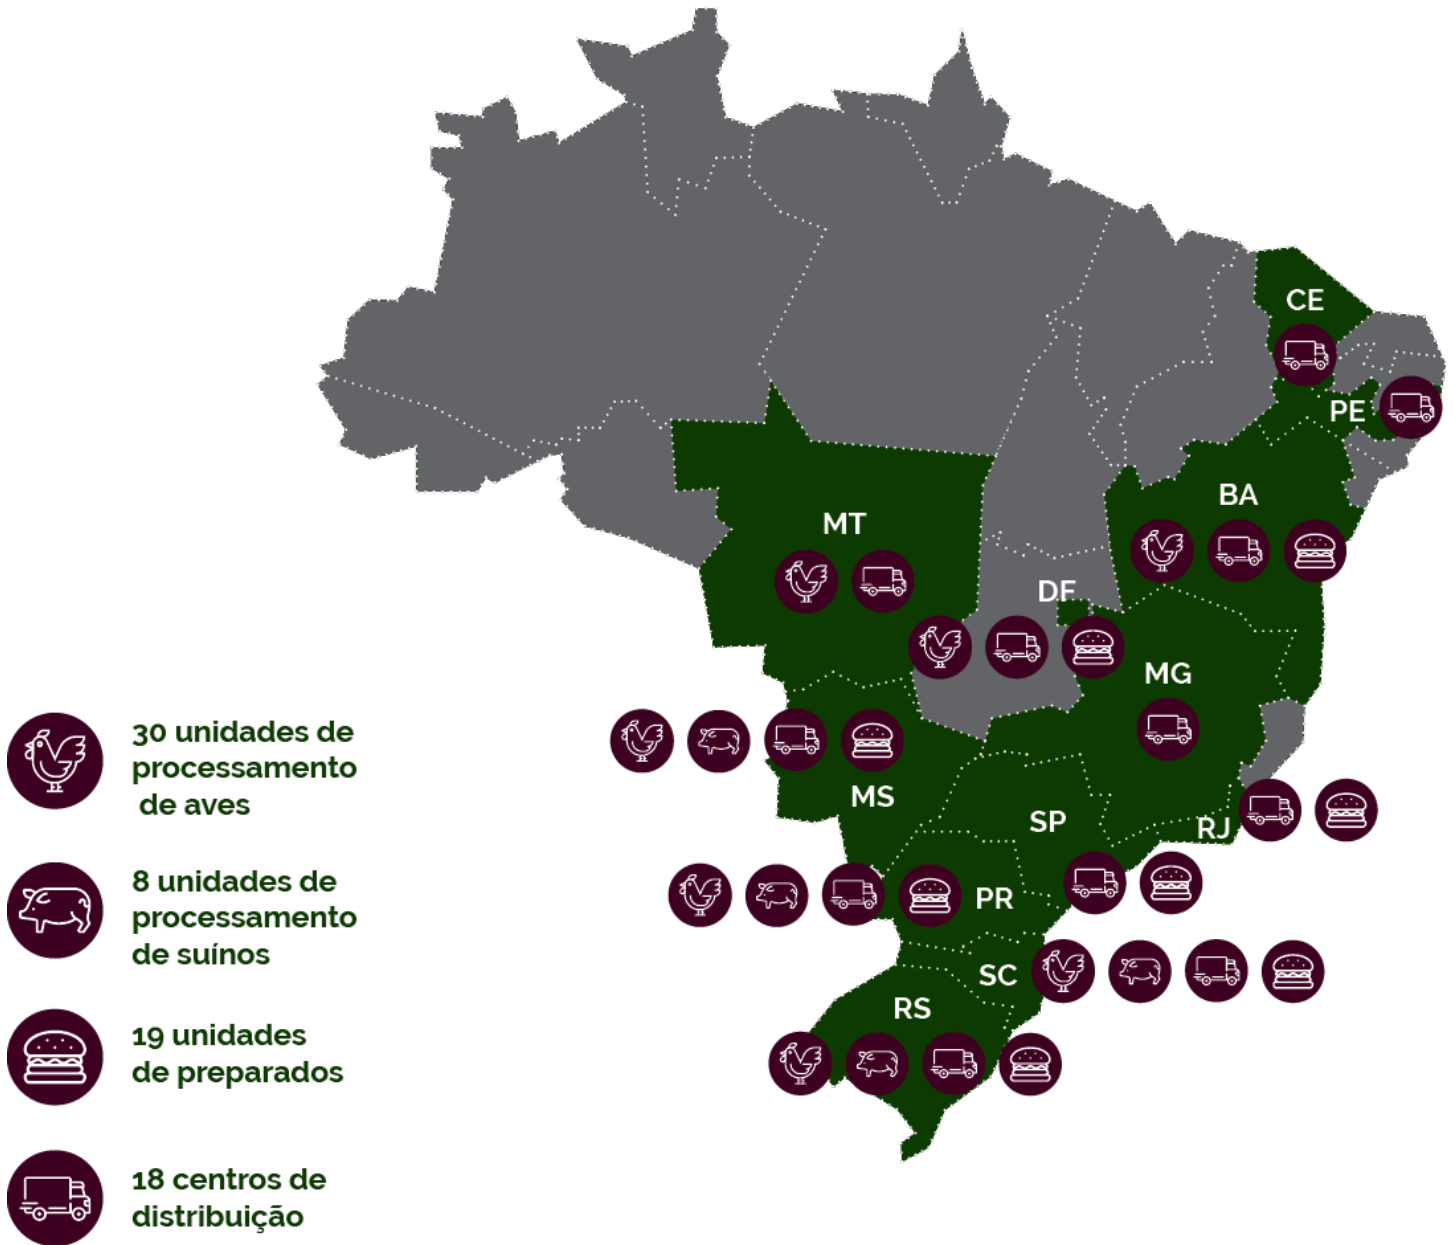 CE
PE
BA
MT
DF
MG
MS
SP
RJ
PR
SC
RS
30 unidades de
processamento
de aves
8 unidades de
processamento
de suínos
19 unidades
de preparados
18 centros de
distribuição